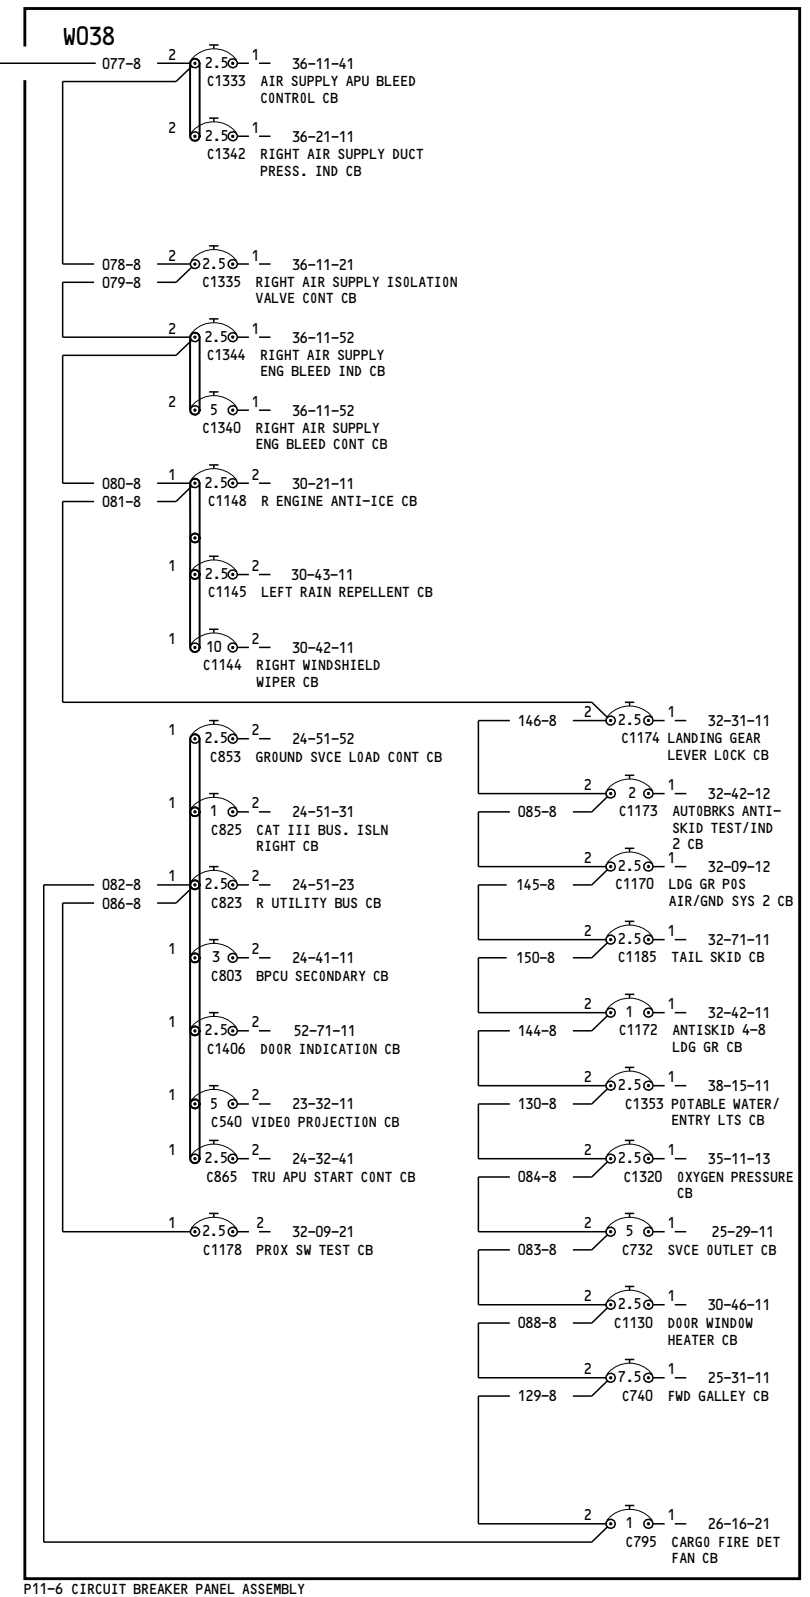 W038
077-8 2 2.5 1 36-11-41
C1333 AIR SUPPLY APU BLEED
CONTROL CB
2 2.5 1 36-21-11
C1342 RIGHT AIR SUPPLY DUCT
PRESS. IND CB
078-8 2 2.5 1 36-11-21
079-8 C1335 RIGHT AIR SUPPLY ISOLATION
VALVE CONT CB
2 2.5 1 36-11-52
C1344 RIGHT AIR SUPPLY
ENG BLEED IND CB
2 5 1 36-11-52
C1340 RIGHT AIR SUPPLY
ENG BLEED CONT CB
080-8 1 2.5 2 30-21-11
081-8 C1148 R ENGINE ANTI-ICE CB
1 2.5 2 30-43-11
C1145 LEFT RAIN REPELLENT CB
1 10 2 30-42-11
C1144 RIGHT WINDSHIELD
WIPER CB
1 2.5 2 24-51-52
C853 GROUND SVCE LOAD CONT CB
1 1 2 24-51-31
C825 CAT III BUS. ISLN
RIGHT CB
082-8 1 2.5 2 24-51-23
086-8 C823 R UTILITY BUS CB
1 3 2 24-41-11
C803 BPCU SECONDARY CB
1 2.5 2 52-71-11
C1406 DOOR INDICATION CB
1 5 2 23-32-11
C540 VIDEO PROJECTION CB
1 2.5 2 24-32-41
C865 TRU APU START CONT CB
1 2.5 2 32-09-21
C1178 PROX SW TEST CB
146-8 2 2.5 1 32-31-11
C1174 LANDING GEAR
LEVER LOCK CB
2 2 1 32-42-12
085-8 C1173 AUTOBRKS ANTI-
SKID TEST/IND
2 CB
2 2.5 1 32-09-12
145-8 C1170 LDG GR POS
AIR/GND SYS 2 CB
2 2.5 1 32-71-11
150-8 C1185 TAIL SKID CB
2 1 1 32-42-11
144-8 C1172 ANTISKID 4-8
LDG GR CB
2 2.5 1 38-15-11
130-8 C1353 POTABLE WATER/
ENTRY LTS CB
2 2.5 1 35-11-13
084-8 C1320 OXYGEN PRESSURE
CB
2 5 1 25-29-11
083-8 C732 SVCE OUTLET CB
2 2.5 1 30-46-11
088-8 C1130 DOOR WINDOW
HEATER CB
2 7.5 1 25-31-11
129-8 C740 FWD GALLEY CB
2 1 1 26-16-21
C795 CARGO FIRE DET
FAN CB
P11-6 CIRCUIT BREAKER PANEL ASSEMBLY